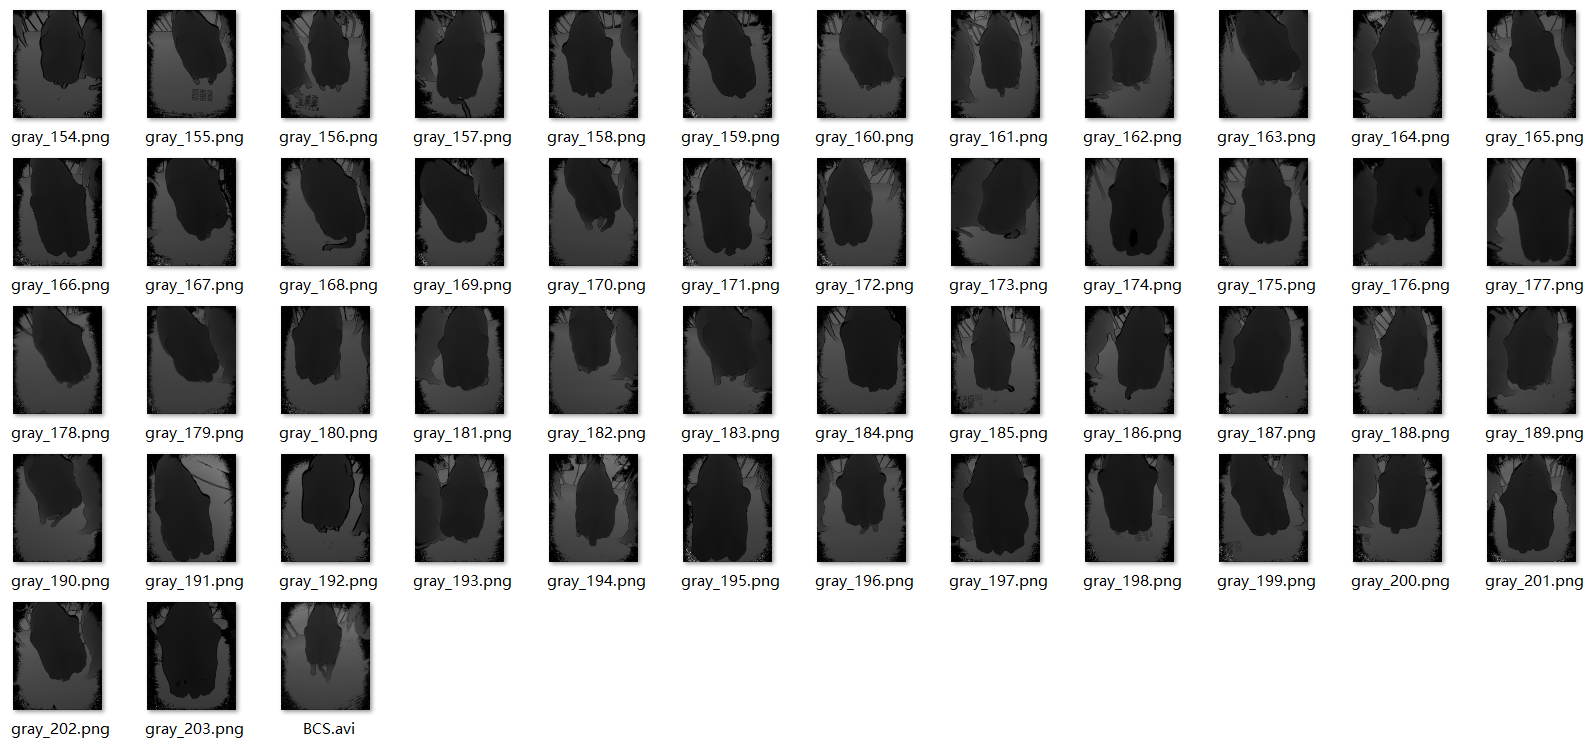 gray_154.png gray_155.png gray_156.png gray_157.png gray_158.png gray_159.png gray_160.png gray_161.png gray_162.png gray_163.png gray_164.png gray_165.png
gray_166.png gray_167.png gray_168.png gray_169.png gray_170.png gray_171.png gray_172.png gray_173.png gray_174.png gray_175.png gray_176.png gray_177.png
gray_178.png gray_179.png gray_180.png gray_181.png gray_182.png gray_183.png gray_184.png gray_185.png gray_186.png gray_187.png gray_188.png gray_189.png
gray_190.png gray_191.png gray_192.png gray_193.png gray_194.png gray_195.png gray_196.png gray_197.png gray_198.png gray_199.png gray_200.png gray_201.png
gray_202.png gray_203.png BCS.avi